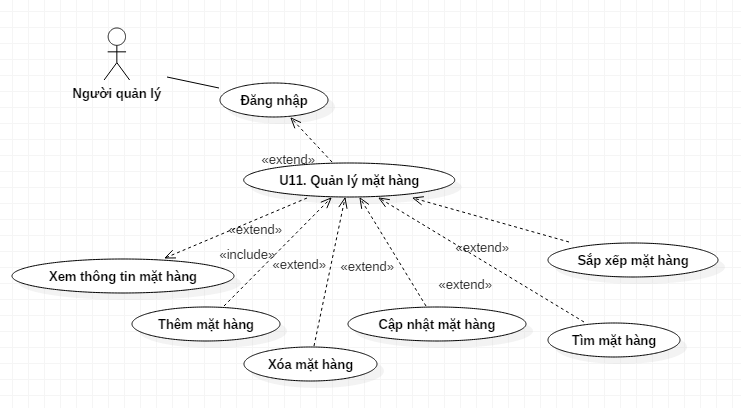 Người quản lý
Đăng nhập
«extend»
U11. Quản lý mặt hàng
«extend»
«include»
«extend»
«extend»
«extend»
«extend»
Xem thông tin mặt hàng
Sắp xếp mặt hàng
Thêm mặt hàng
Cập nhật mặt hàng
Tìm mặt hàng
Xóa mặt hàng